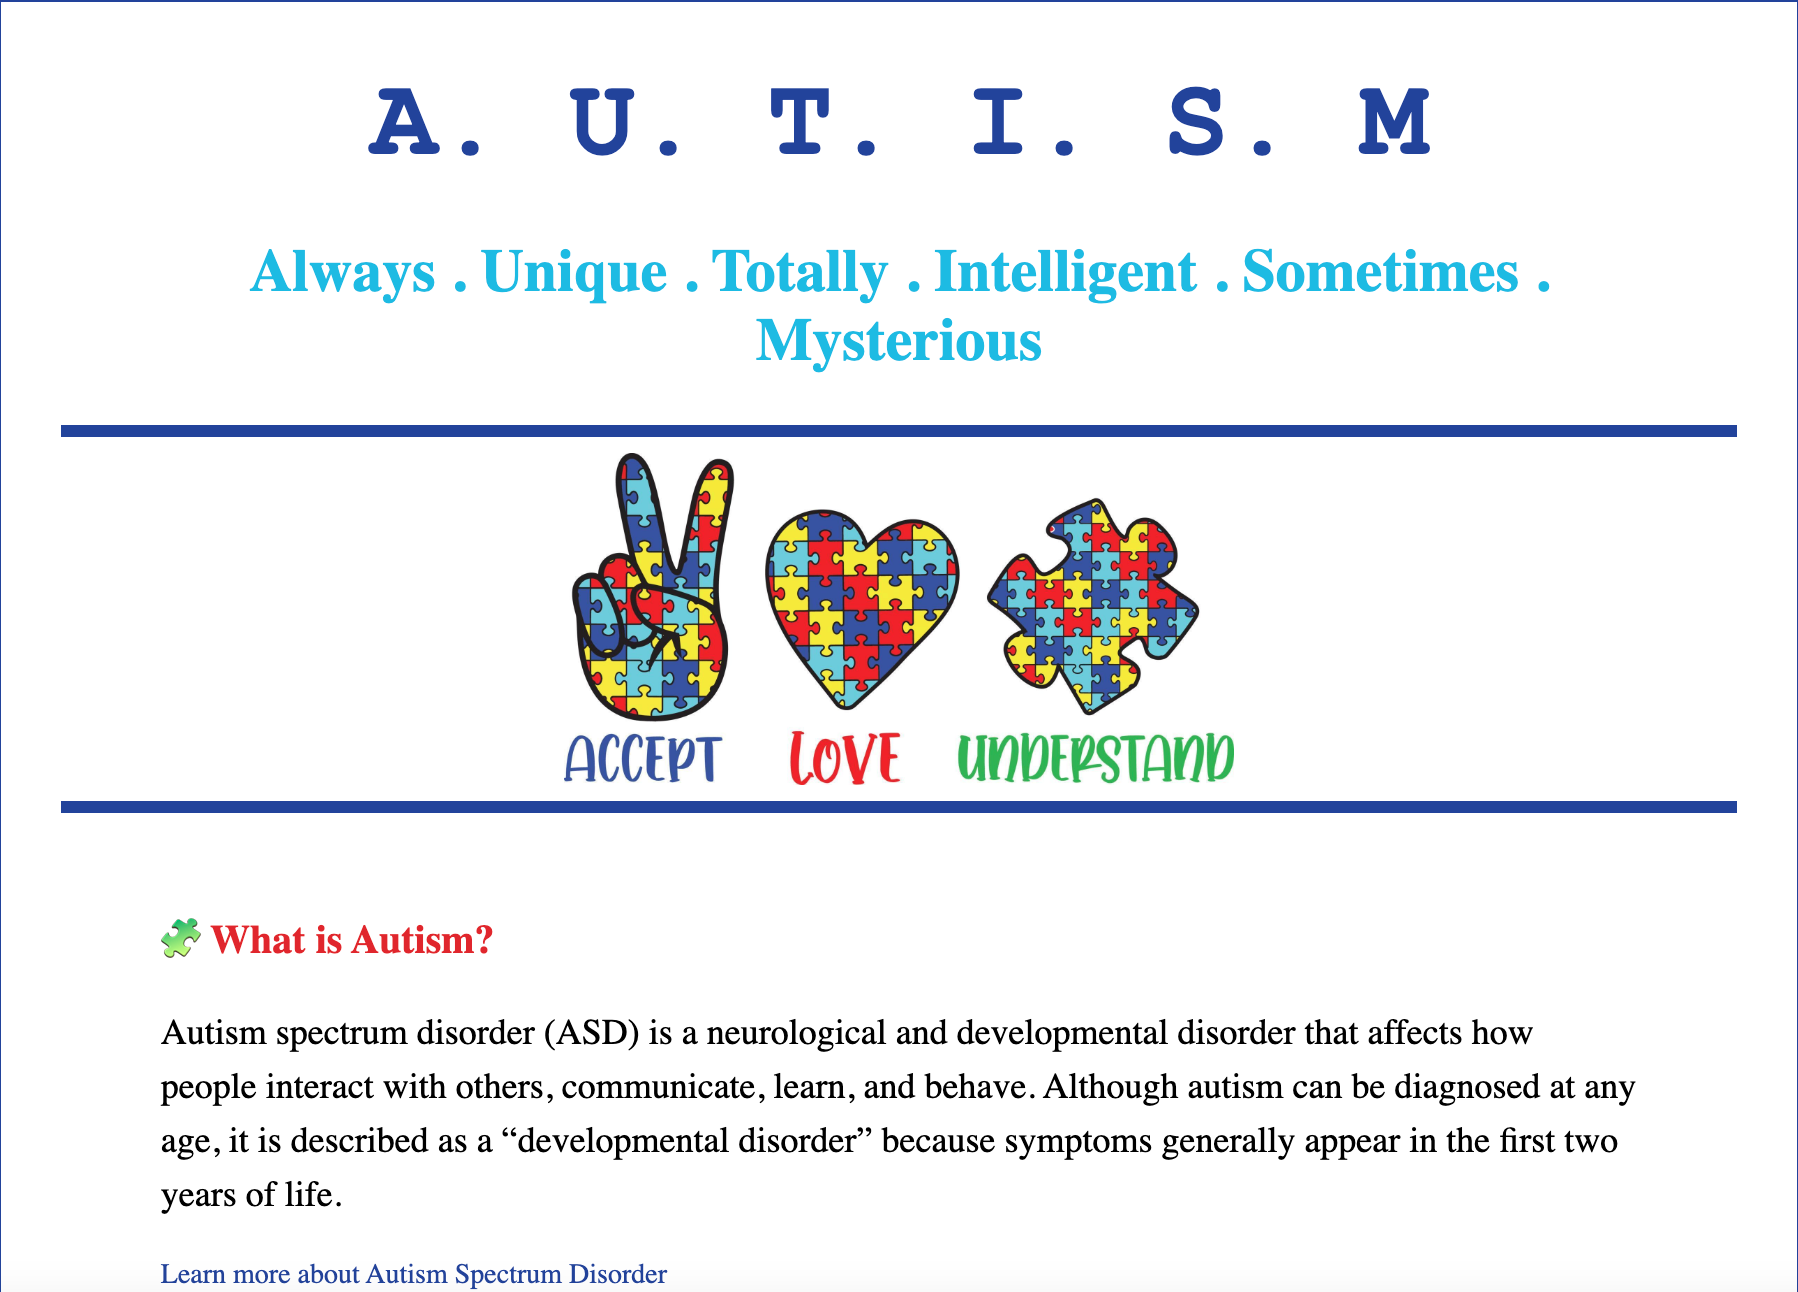 A. U. T. I. S. M
Always . Unique . Totally . Intelligent . Sometimes .
Mysterious
ACCEPT LOVE UNDERSTAND
What is Autism?
Autism spectrum disorder (ASD) is a neurological and developmental disorder that affects how
people interact with others, communicate, learn, and behave. Although autism can be diagnosed at any
age, it is described as a “developmental disorder” because symptoms generally appear in the first two
years of life.
Learn more about Autism Spectrum Disorder